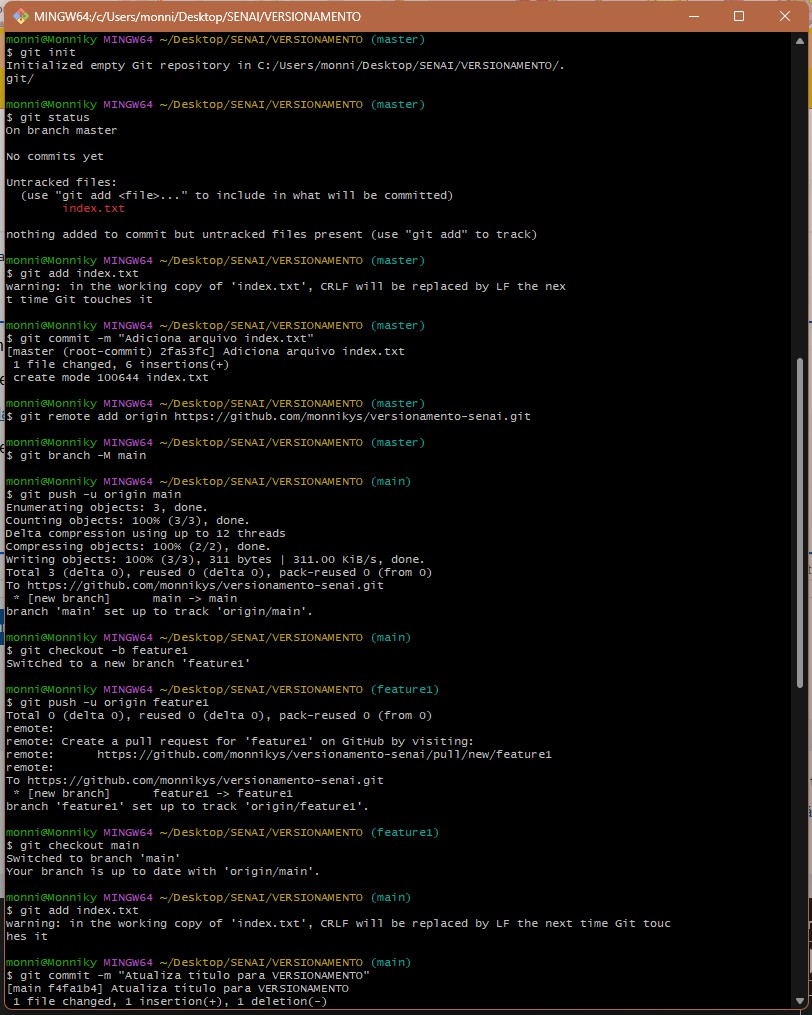 MINGW64:/c/Users/monni/Desktop/SENAI/VERSIONAMENTO
monni@Monniky MINGW64 ~/Desktop/SENAI/VERSIONAMENTO (master)
$ git init
Initialized empty Git repository in C:/Users/monni/Desktop/SENAI/VERSIONAMENTO/.
git/
monni@Monniky MINGW64 ~/Desktop/SENAI/VERSIONAMENTO (master)
$ git status
On branch master
No commits yet
Untracked files:
(use "git add <file>..." to include in what will be committed)
index.txt
nothing added to commit but untracked files present (use "git add" to track)
monni@Monniky MINGW64 ~/Desktop/SENAI/VERSIONAMENTO (master)
$ git add index.txt
warning: in the working copy of 'index.txt', CRLF will be replaced by LF the nex
t time Git touches it
monni@Monniky MINGW64 ~/Desktop/SENAI/VERSIONAMENTO (master)
$ git commit -m "Adiciona arquivo index.txt"
[master (root-commit) 2fa53fc] Adiciona arquivo index.txt
1 file changed, 6 insertions(+)
create mode 100644 index.txt
monni@Monniky MINGW64 ~/Desktop/SENAI/VERSIONAMENTO (master)
$ git remote add origin https://github.com/monnikys/versionamento-senai.git
monni@Monniky MINGW64 ~/Desktop/SENAI/VERSIONAMENTO (master)
$ git branch -M main
monni@Monniky MINGW64 ~/Desktop/SENAI/VERSIONAMENTO (main)
$ git push -u origin main
Enumerating objects: 3, done.
Counting objects: 100% (3/3), done.
Delta compression using up to 12 threads
Compressing objects: 100% (2/2), done.
Writing objects: 100% (3/3), 311 bytes | 311.00 KiB/s, done.
Total 3 (delta 0), reused 0 (delta 0), pack-reused 0 (from 0)
To https://github.com/monnikys/versionamento-senai.git
* [new branch]      main -> main
branch 'main' set up to track 'origin/main'.
monni@Monniky MINGW64 ~/Desktop/SENAI/VERSIONAMENTO (main)
$ git checkout -b feature1
Switched to a new branch 'feature1'
monni@Monniky MINGW64 ~/Desktop/SENAI/VERSIONAMENTO (feature1)
$ git push -u origin feature1
Total 0 (delta 0), reused 0 (delta 0), pack-reused 0 (from 0)
remote:
remote: Create a pull request for 'feature1' on GitHub by visiting:
remote:      https://github.com/monnikys/versionamento-senai/pull/new/feature1
remote:
To https://github.com/monnikys/versionamento-senai.git
* [new branch]      feature1 -> feature1
branch 'feature1' set up to track 'origin/feature1'.
monni@Monniky MINGW64 ~/Desktop/SENAI/VERSIONAMENTO (feature1)
$ git checkout main
Switched to branch 'main'
Your branch is up to date with 'origin/main'.
monni@Monniky MINGW64 ~/Desktop/SENAI/VERSIONAMENTO (main)
$ git add index.txt
warning: in the working copy of 'index.txt', CRLF will be replaced by LF the next time Git touc
hes it
monni@Monniky MINGW64 ~/Desktop/SENAI/VERSIONAMENTO (main)
$ git commit -m "Atualiza título para VERSIONAMENTO"
[main f4fa1b4] Atualiza título para VERSIONAMENTO
1 file changed, 1 insertion(+), 1 deletion(-)